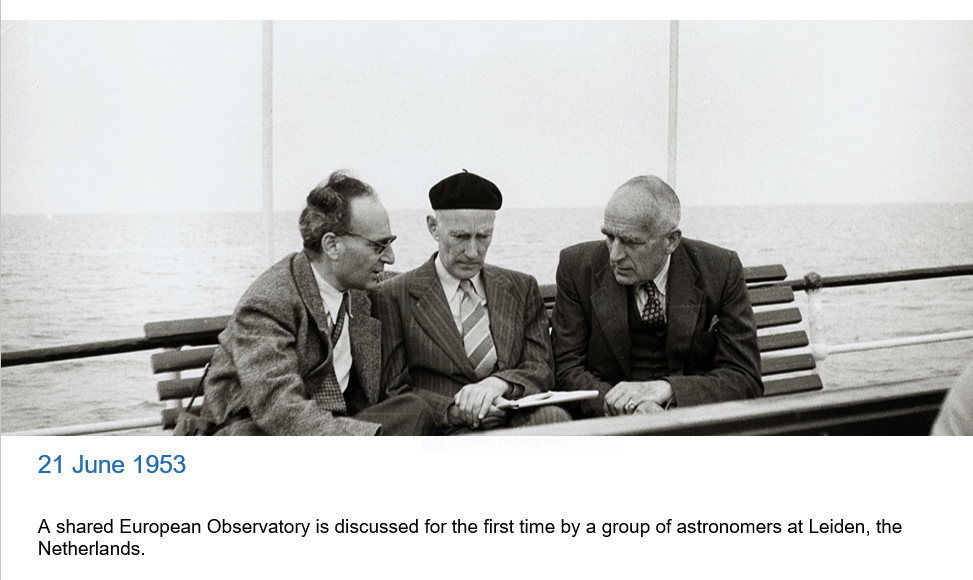 21 June 1953
A shared European Observatory is discussed for the first time by a group of astronomers at Leiden, the
Netherlands.